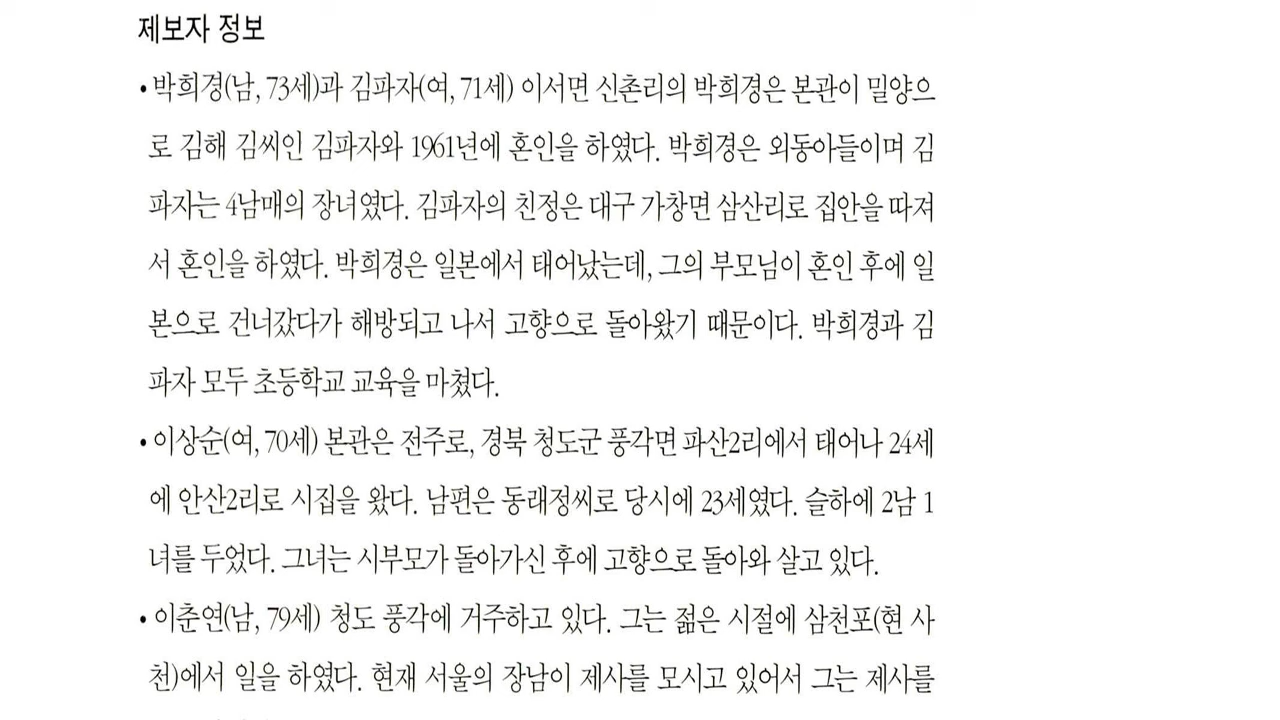 제보자 정보
• 박희경(남, 73세)과 김파자(여, 71세) 이서면 신촌리의 박희경은 본관이 밀양으
로 김해 김씨인 김파자와 1961년에 혼인을 하였다. 박희경은 외동아들이며 김
파자는 4남매의 장녀였다. 김파자의 친정은 대구 가창면 삼산리로 집안을 따져
서 혼인을 하였다. 박희경은 일본에서 태어났는데, 그의 부모님이 혼인 후에 일
본으로 건너갔다가 해방되고 나서 고향으로 돌아왔기 때문이다. 박희경과 김
파자 모두 초등학교 교육을 마쳤다.
• 이상순(여, 70세) 본관은 전주로, 경북 청도군 풍각면 파산2리에서 태어나 24세
에 안산2리로 시집을 왔다. 남편은 동래정씨로 당시에 23세였다. 슬하에 2남 1
녀를 두었다. 그녀는 시부모가 돌아가신 후에 고향으로 돌아와 살고 있다.
• 이춘연(남, 79세) 청도 풍각에 거주하고 있다. 그는 젊은 시절에 삼천포(현 사
천)에서 일을 하였다. 현재 서울의 장남이 제사를 모시고 있어서 그는 제사를